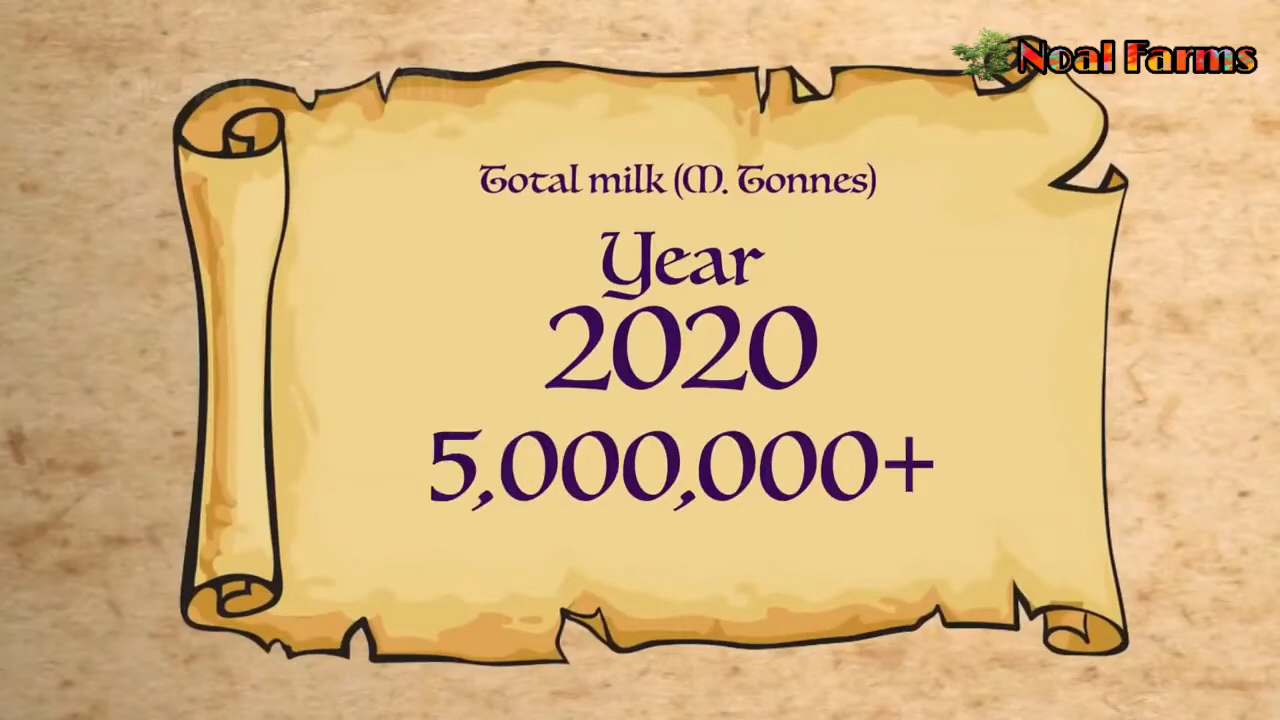 Noal Farms
Total milk (M. Tonnes)
Year
2020
5,000,000+